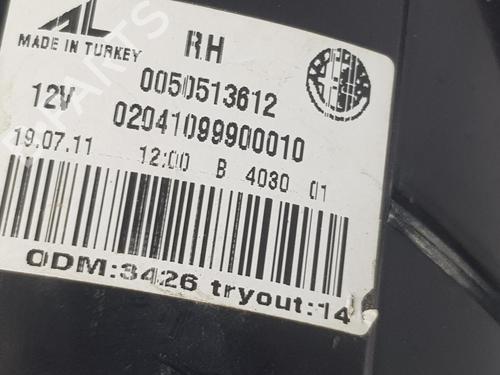 AL
MADE IN TURKEY
RH
0050513612
12V
02041099900010
19.07.11 12:00 B 4030 01
ODM:3426 tryout:14